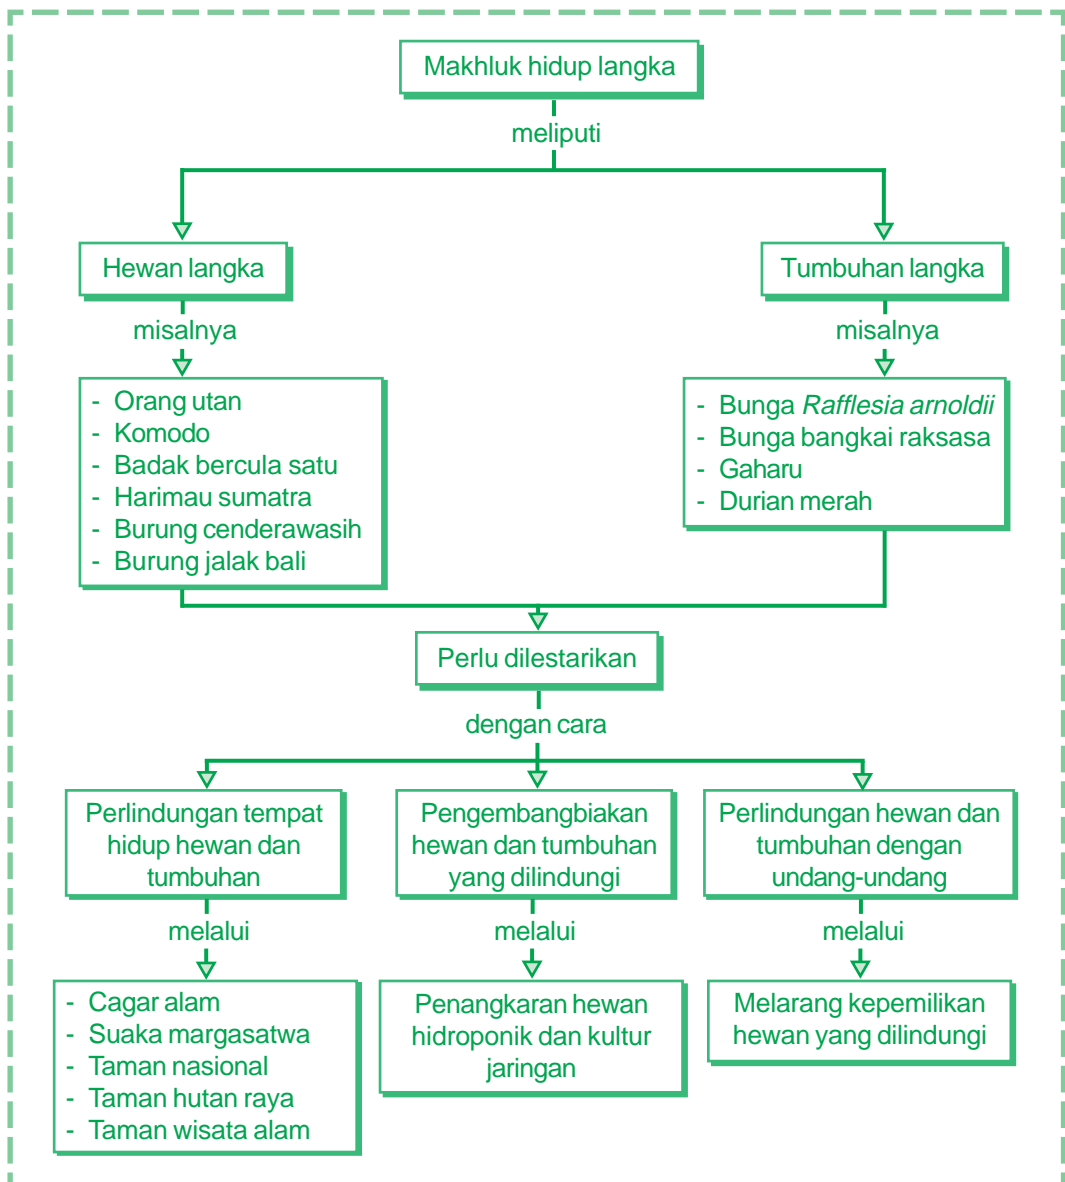 Makhluk hidup langka
meliputi
Hewan langka
Tumbuhan langka
misalnya
misalnya
- Orang utan
- Komodo
- Badak bercula satu
- Harimau sumatra
- Burung cenderawasih
- Burung jalak bali
- Bunga Rafflesia arnoldii
- Bunga bangkai raksasa
- Gaharu
- Durian merah
Perlu dilestarikan
dengan cara
Perlindungan tempat
hidup hewan dan
tumbuhan
Pengembangbiakan
hewan dan tumbuhan
yang dilindungi
Perlindungan hewan dan
tumbuhan dengan
undang-undang
melalui
melalui
melalui
- Cagar alam
- Suaka margasatwa
- Taman nasional
- Taman hutan raya
- Taman wisata alam
Penangkaran hewan
hidroponik dan kultur
jaringan
Melarang kepemilikan
hewan yang dilindungi